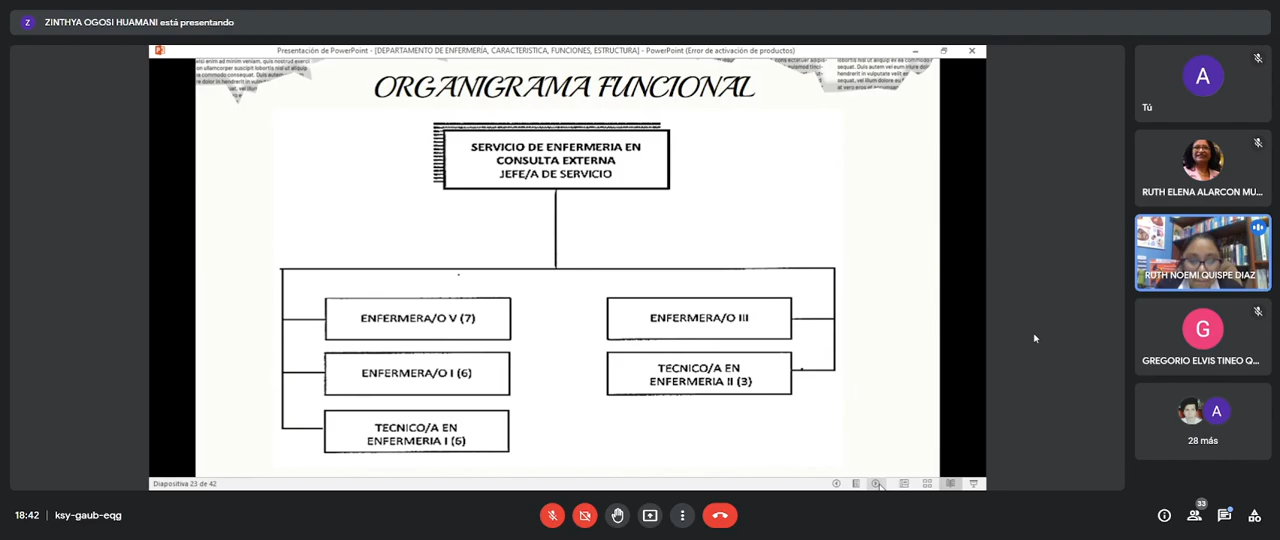 Z ZINTHYA OGOSI HUAMANI está presentando
Presentación de PowerPoint - [DEPARTAMENTO DE ENFERMERÍA, CARACTERISTICA, FUNCIONES, ESTRUCTURA] - PowerPoint (Error de activación de productos)
ORGANIGRAMA FUNCIONAL
SERVICIO DE ENFERMERIA EN
CONSULTA EXTERNA
JEFE/A DE SERVICIO
ENFERMERA/O V (7)
ENFERMERA/O I (6)
TECNICO/A EN
ENFERMERIA I (6)
ENFERMERA/O III
TECNICO/A EN
ENFERMERIA II (3)
Diapositiva 23 de 42
A
Tú
RUTH ELENA ALARCON MU...
RUTH NOEMI QUISPE DIAZ
G
GREGORIO ELVIS TINEO Q...
A
28 más
18:42 | ksy-gaub-eqg
33